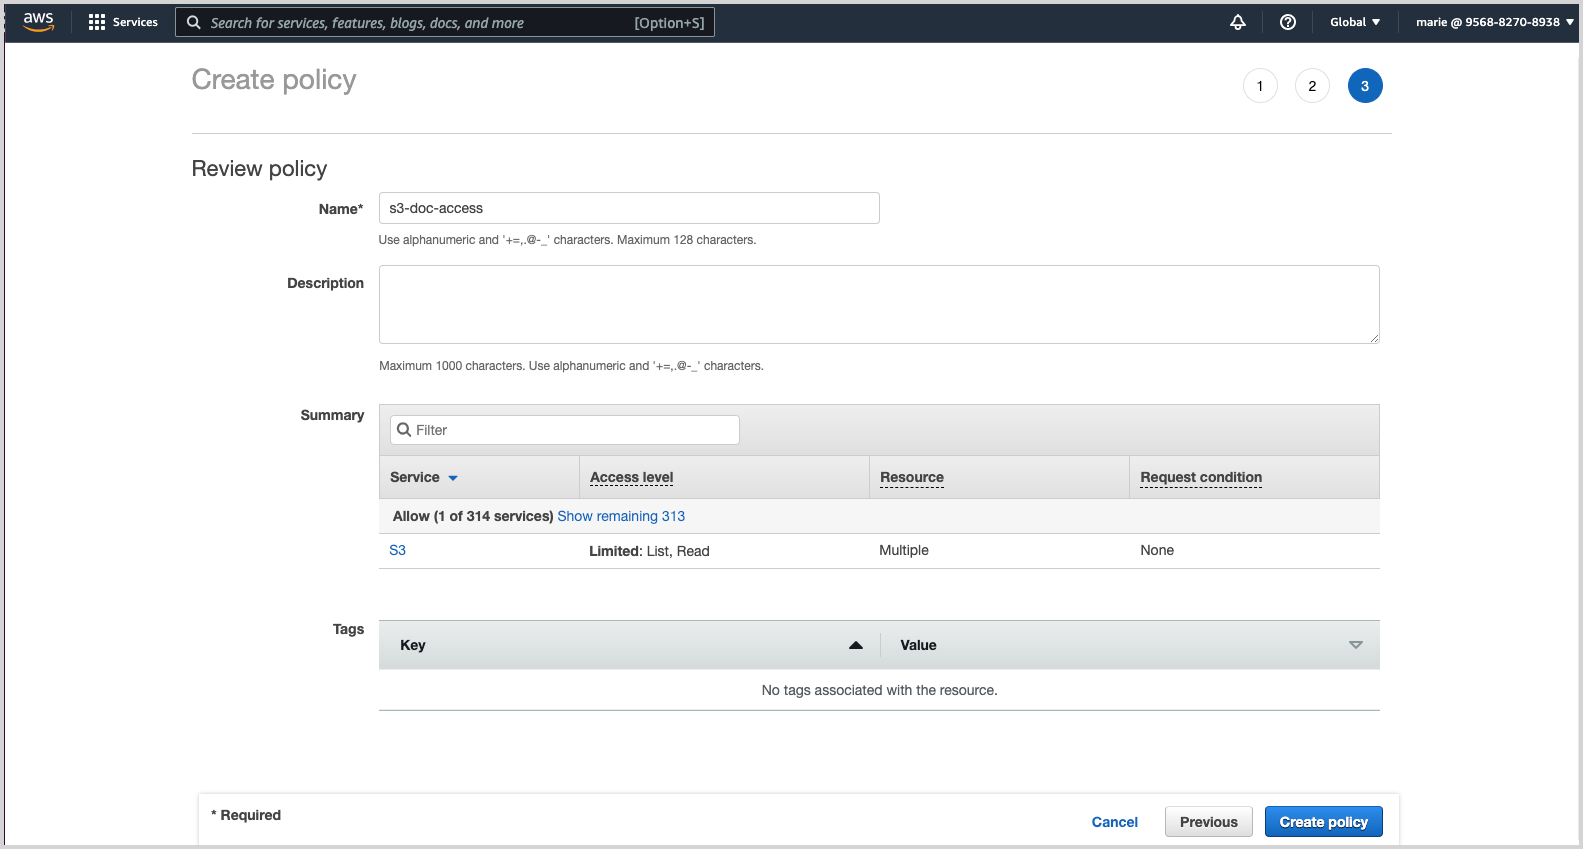 aws Services Search for services, features, blogs, docs, and more [Option+S] Global marie @ 9568-8270-8938
Create policy 1 2 3
Review policy
Name* s3-doc-access
Use alphanumeric and '+=,.@-_' characters. Maximum 128 characters.
Description
Maximum 1000 characters. Use alphanumeric and '+=,.@-_' characters.
Summary Filter
Service Access level Resource Request condition
Allow (1 of 314 services) Show remaining 313
S3 Limited: List, Read Multiple None
Tags Key Value
No tags associated with the resource.
* Required Cancel Previous Create policy